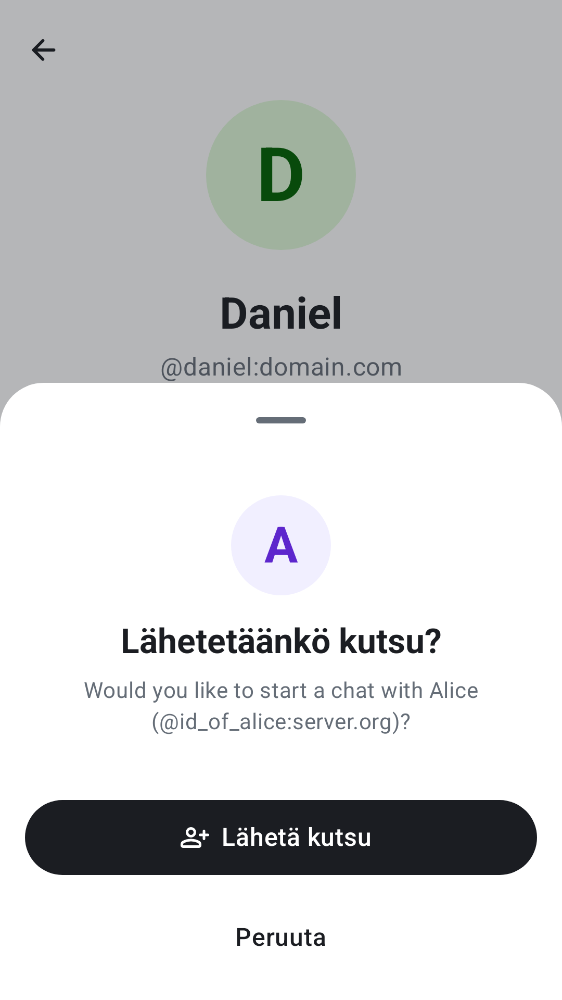 D
Daniel
@daniel:domain.com
A
Lähetetäänkö kutsu?
Would you like to start a chat with Alice
(@id_of_alice:server.org)?
Lähetä kutsu
Peruuta